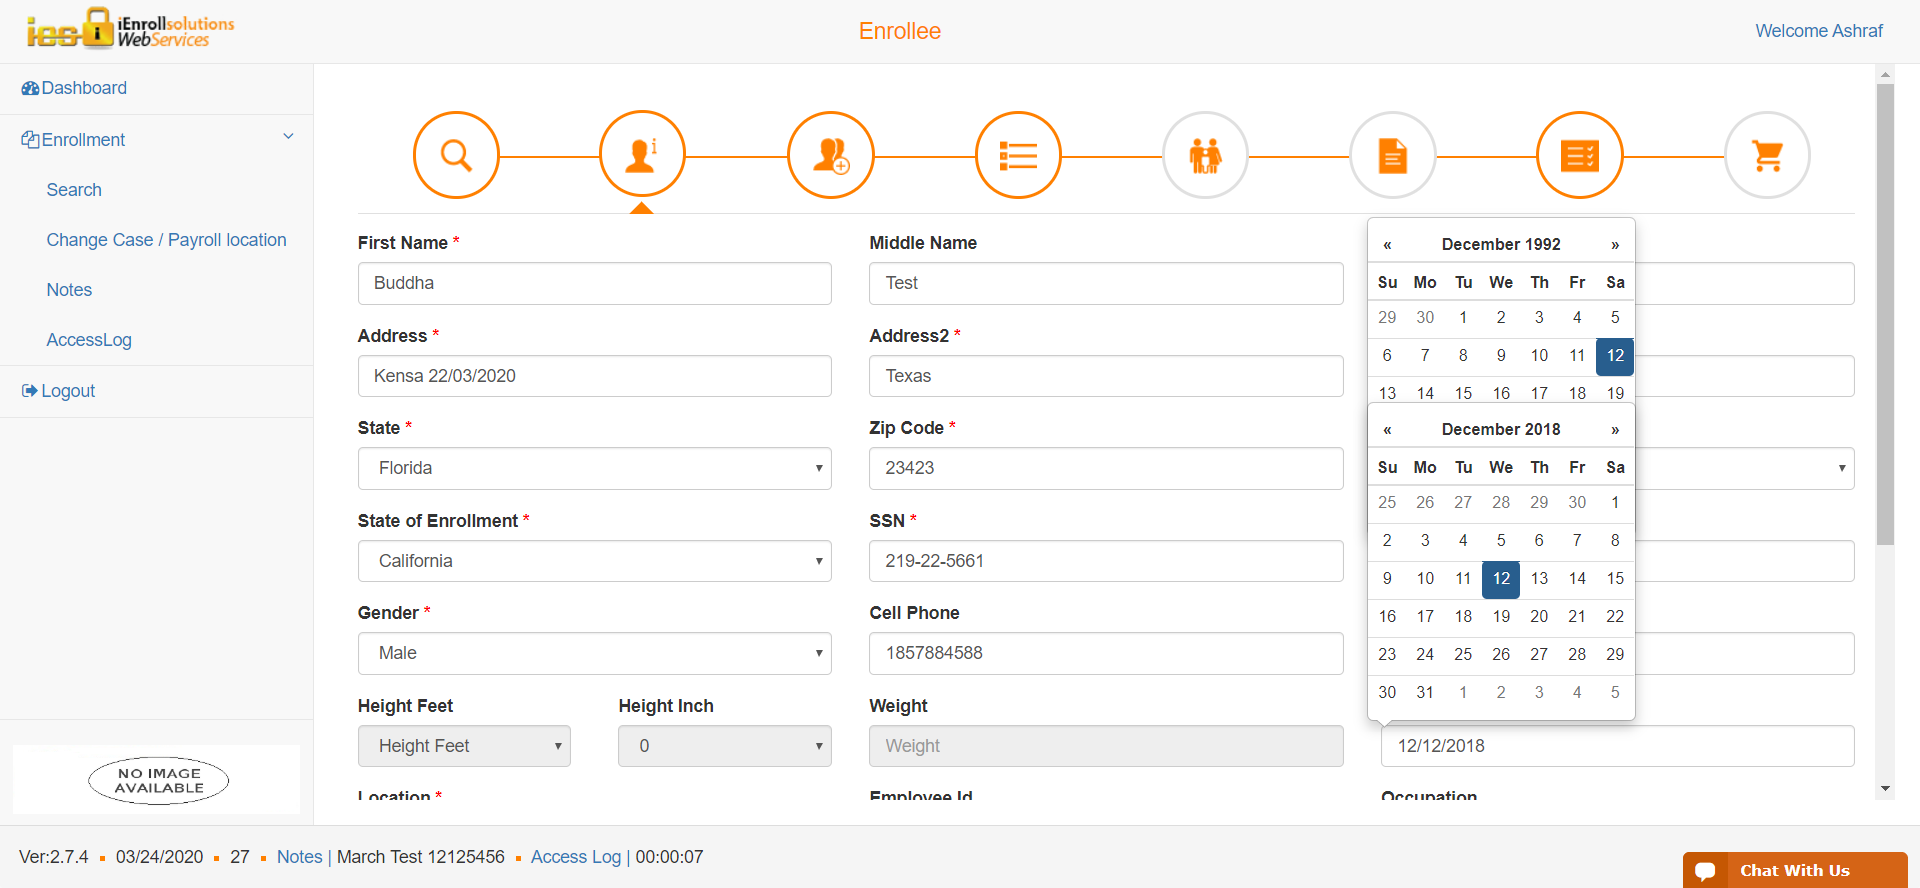 ies iEnrollsolutions
WebServices
Enrollee
Welcome Ashraf
Dashboard
Enrollment
Search
Change Case / Payroll location
Notes
AccessLog
Logout
NO IMAGE
AVAILABLE
First Name *
Middle Name
Buddha
Test
Address *
Address2 *
Kensa 22/03/2020
Texas
State *
Zip Code *
Florida
23423
State of Enrollment *
SSN *
California
219-22-5661
Gender *
Cell Phone
Male
1857884588
Height Feet
Height Inch
Weight
Height Feet
0
Weight
12/12/2018
Location *
Employee Id
Occupation
« December 1992 »
Su Mo Tu We Th Fr Sa
29 30 1 2 3 4 5
6 7 8 9 10 11 12
13 14 15 16 17 18 19
« December 2018 »
Su Mo Tu We Th Fr Sa
25 26 27 28 29 30 1
2 3 4 5 6 7 8
9 10 11 12 13 14 15
16 17 18 19 20 21 22
23 24 25 26 27 28 29
30 31 1 2 3 4 5
Ver:2.7.4 ▪ 03/24/2020 ▪ 27 ▪ Notes | March Test 12125456 ▪ Access Log | 00:00:07
Chat With Us